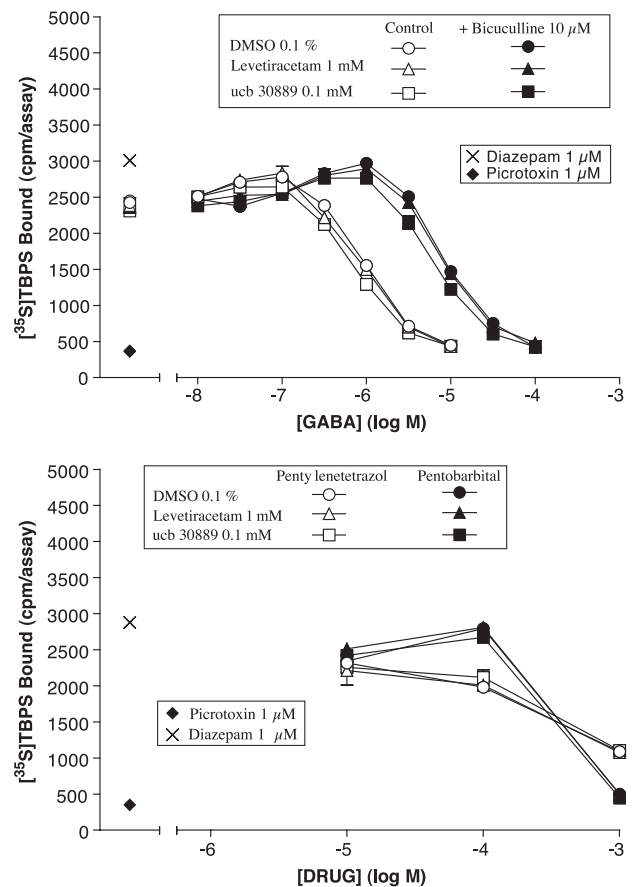 5000
4500
4000
3500
3000
2500
2000
1500
1000
500
0
[³⁵S]TBPS Bound (cpm/assay)
Control + Bicuculline 10 μM
DMSO 0.1 %
Levetiracetam 1 mM
ucb 30889 0.1 mM
Diazepam 1 μM
Picrotoxin 1 μM
-8 -7 -6 -5 -4 -3
[GABA] (log M)
5000
4500
4000
3500
3000
2500
2000
1500
1000
500
0
[³⁵S]TBPS Bound (cpm/assay)
Penty lenetetrazol Pentobarbital
DMSO 0.1 %
Levetiracetam 1 mM
ucb 30889 0.1 mM
Picrotoxin 1 μM
Diazepam 1 μM
-6 -5 -4 -3
[DRUG] (log M)